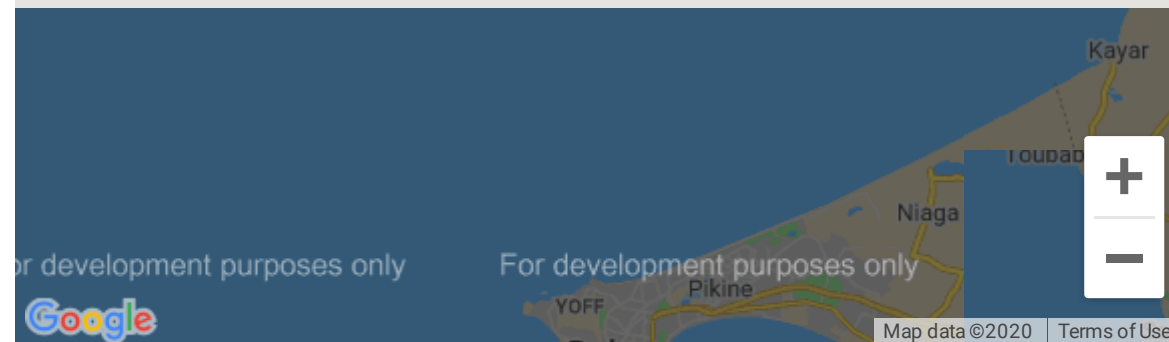 Kayar
Toubab
Niaga
or development purposes only
For development purposes only
Pikine
YOFF
Google
Map data ©2020
Terms of Use